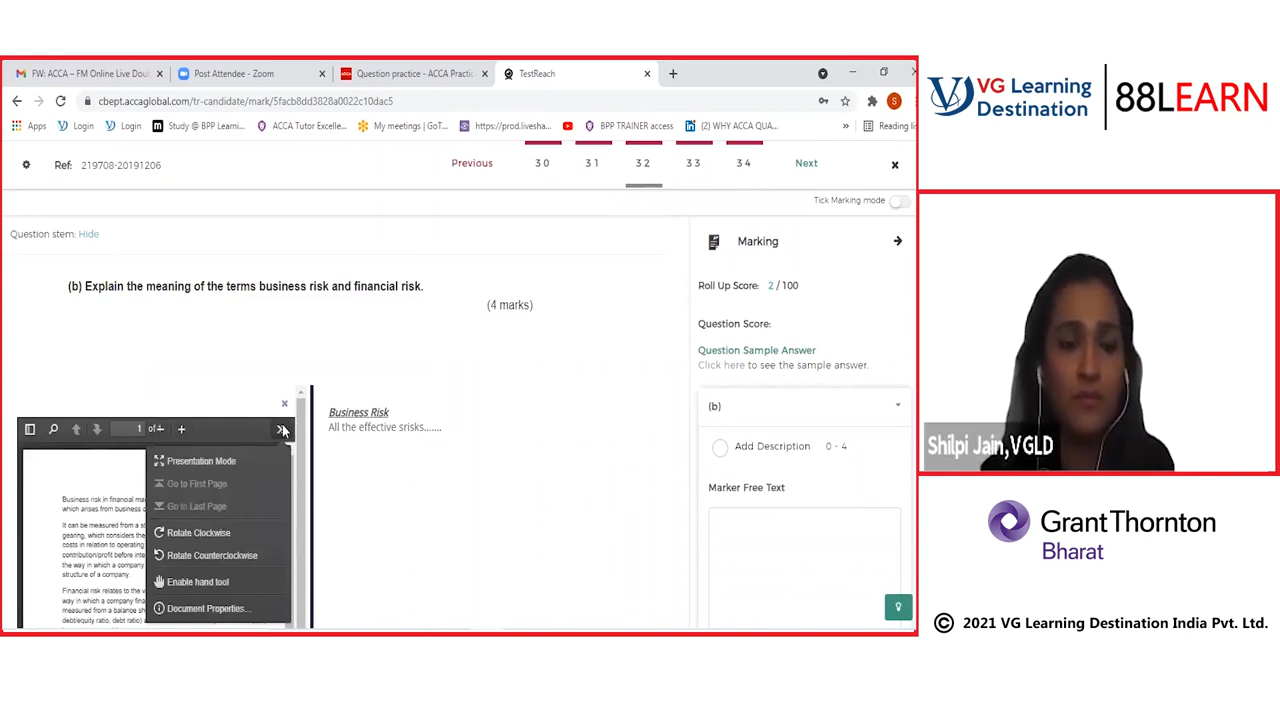 FW: ACCA – FM Online Live Dou
Post Attendee - Zoom
Question practice - ACCA Practic
TestReach
cbept.accaglobal.com/tr-candidate/mark/5facb8dd3828a0022c10dac5
Apps
Login
Login
Study @ BPP Learni...
ACCA Tutor Excelle...
My meetings | GoT...
https://prod.livesha...
BPP TRAINER access
(2) WHY ACCA QUA...
»
Reading list
Ref: 219708-20191206
Previous
30
31
32
33
34
Next
Tick Marking mode
Question stem: Hide
(b) Explain the meaning of the terms business risk and financial risk.
(4 marks)
1 of 4
Presentation Mode
Go to First Page
Go to Last Page
Rotate Clockwise
Rotate Counterclockwise
Enable hand tool
Document Properties...
Business risk in financial ma
which arises from business o
It can be measured from a s
gearing, which considers the
costs in relation to operating
contribution/profit before inte
the way in which a company
structure of a company.
Financial risk relates to the v
way in which a company fina
measured from a balance sh
debt/equity ratio, debt ratio) a
Business Risk
All the effective srisks.......
Marking
Roll Up Score: 2 / 100
Question Score:
Question Sample Answer
Click here to see the sample answer.
(b)
Add Description 0 - 4
Marker Free Text
VG Learning
Destination
88LEARN
Shilpi Jain,VGLD
Grant Thornton
Bharat
© 2021 VG Learning Destination India Pvt. Ltd.